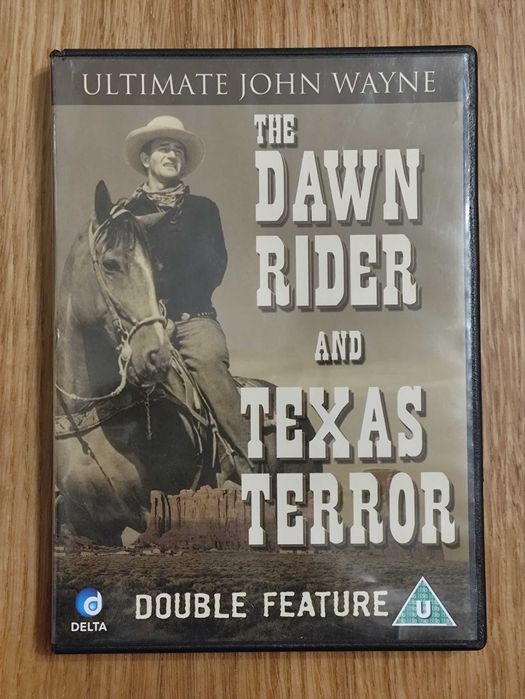 ULTIMATE JOHN WAYNE
THE
DAWN
RIDER
AND
TEXAS
TERROR
DOUBLE FEATURE
U
d
DELTA